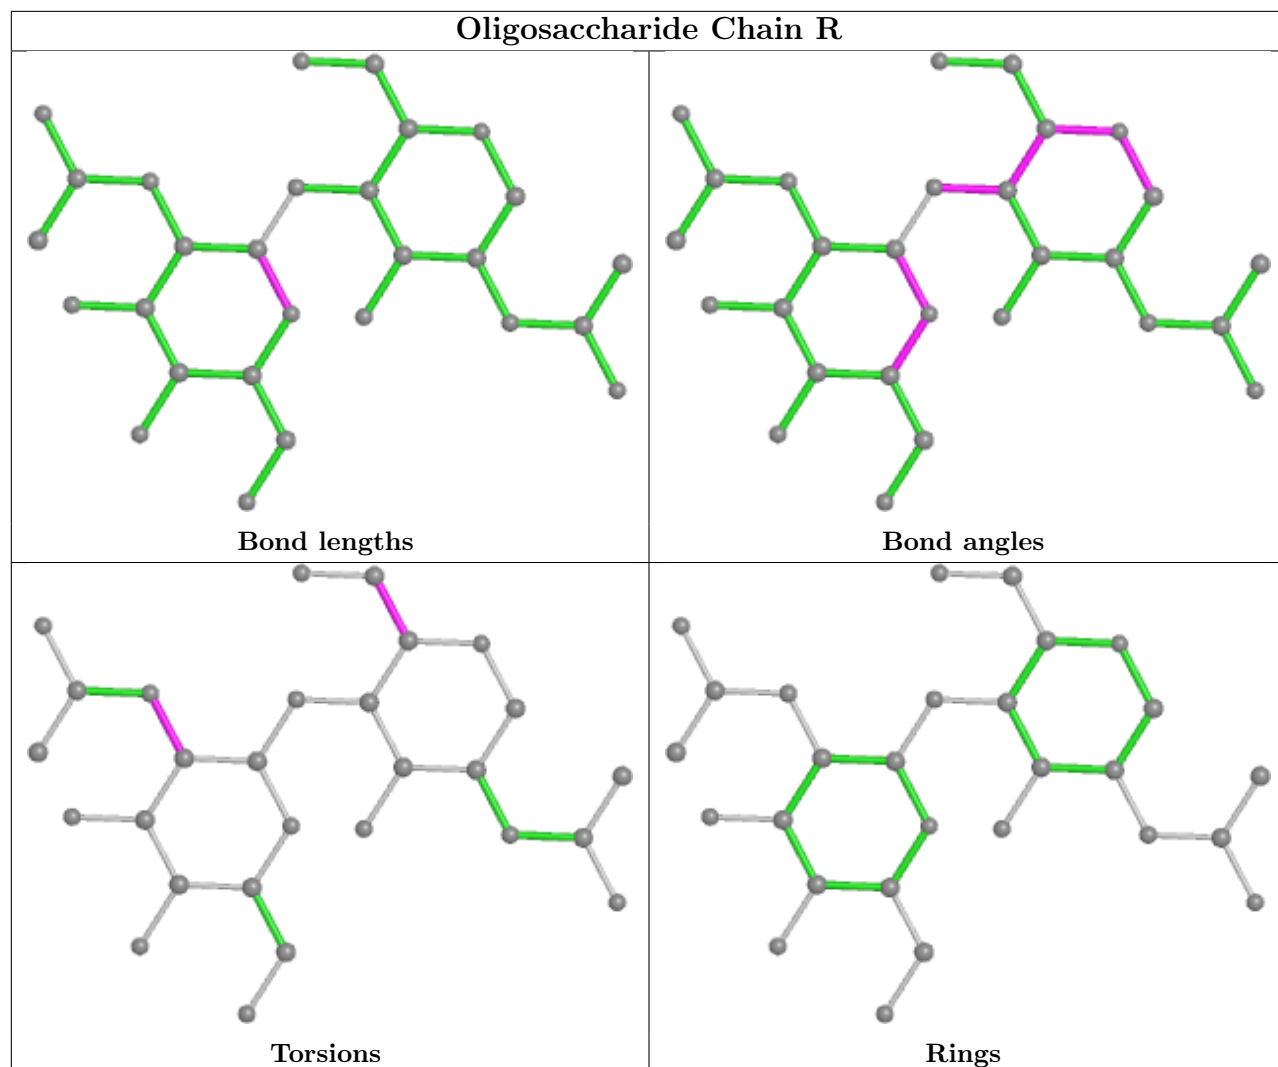 Oligosaccharide Chain R
Bond lengths
Bond angles
Torsions
Rings